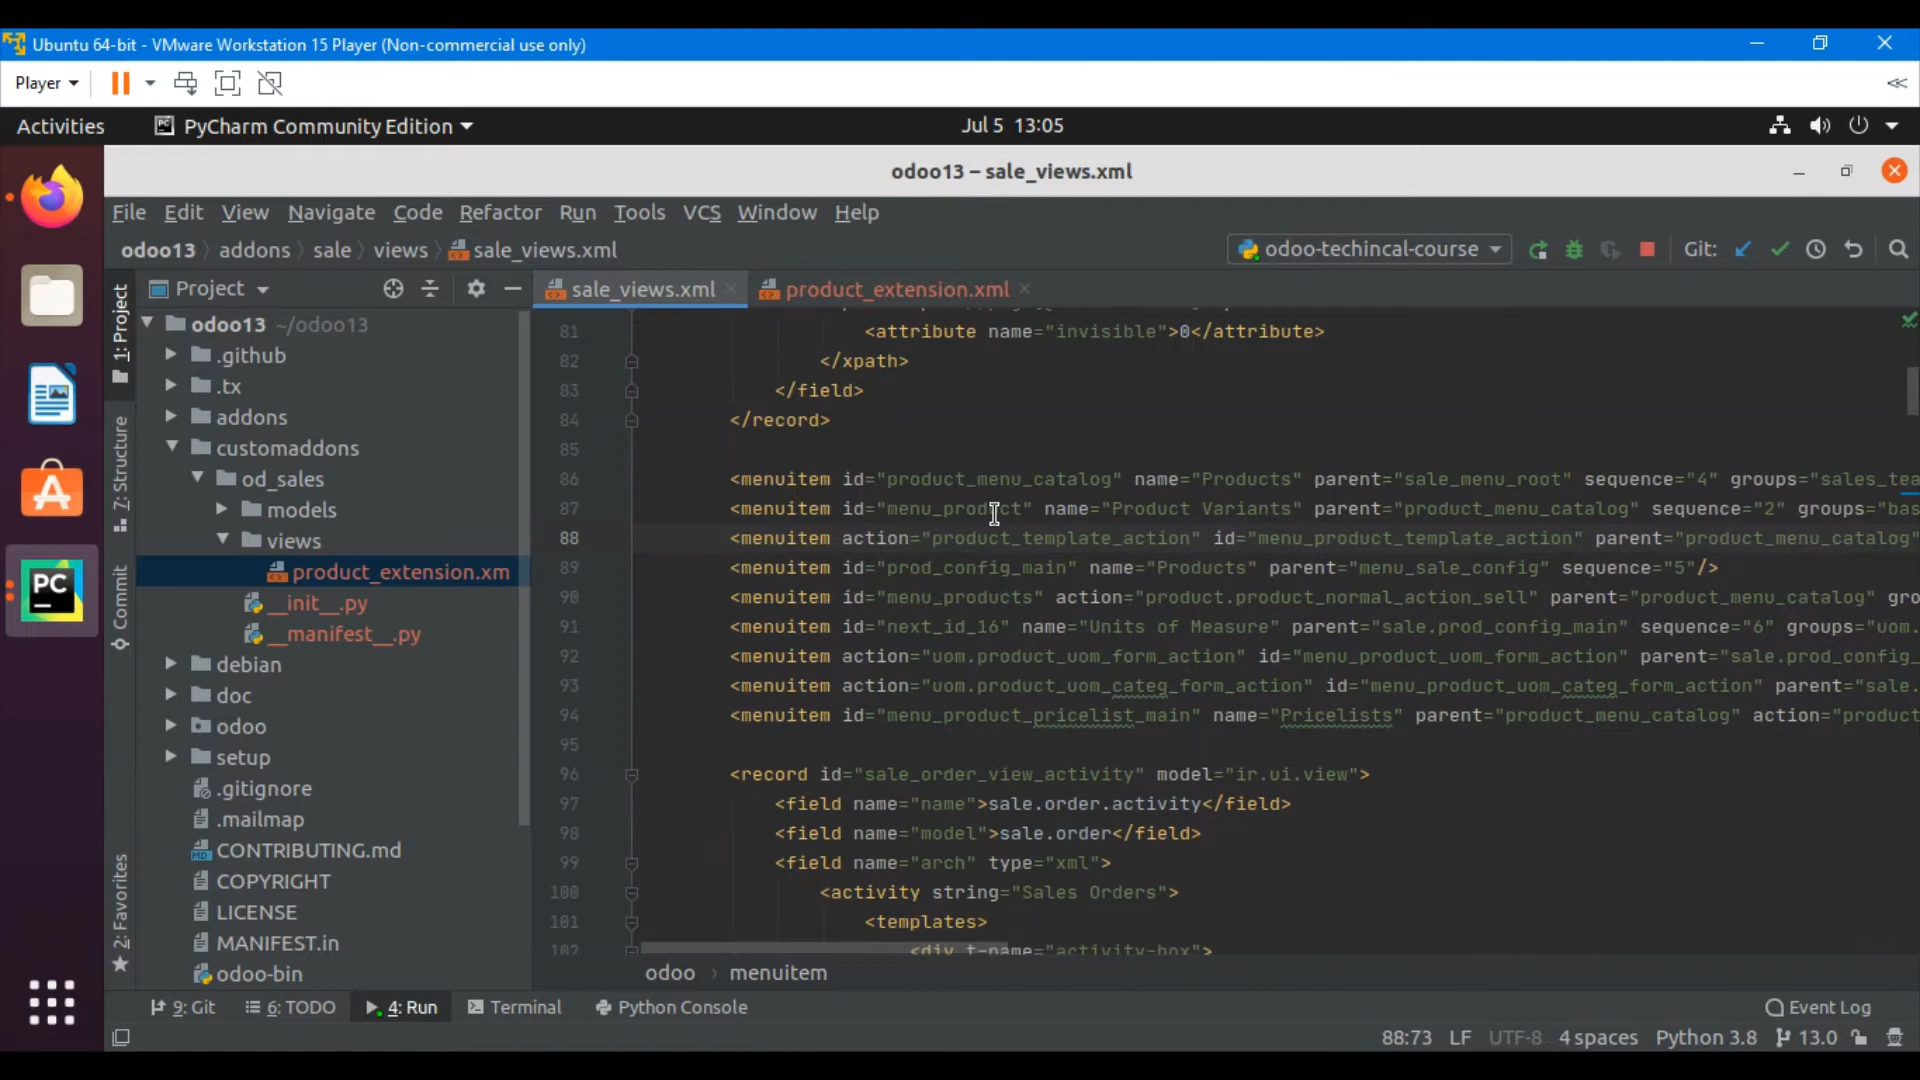 Ubuntu 64-bit - VMware Workstation 15 Player (Non-commercial use only)
Player
Activities PyCharm Community Edition Jul 5 13:05
odoo13 – sale_views.xml
File Edit View Navigate Code Refactor Run Tools VCS Window Help
odoo13 addons sale views sale_views.xml odoo-techincal-course Git:
Project sale_views.xml product_extension.xml
1: Project
7: Structure
Commit
2: Favorites
odoo13 ~/odoo13
.github
.tx
addons
customaddons
od_sales
models
views
product_extension.xm
__init__.py
__manifest__.py
debian
doc
odoo
setup
.gitignore
.mailmap
CONTRIBUTING.md
COPYRIGHT
LICENSE
MANIFEST.in
odoo-bin
81 <attribute name="invisible">0</attribute>
82 </xpath>
83 </field>
84 </record>
85
86 <menuitem id="product_menu_catalog" name="Products" parent="sale_menu_root" sequence="4" groups="sales_tea
87 <menuitem id="menu_product" name="Product Variants" parent="product_menu_catalog" sequence="2" groups="bas
88 <menuitem action="product_template_action" id="menu_product_template_action" parent="product_menu_catalog"
89 <menuitem id="prod_config_main" name="Products" parent="menu_sale_config" sequence="5"/>
90 <menuitem id="menu_products" action="product.product_normal_action_sell" parent="product_menu_catalog" gro
91 <menuitem id="next_id_16" name="Units of Measure" parent="sale.prod_config_main" sequence="6" groups="uom.
92 <menuitem action="uom.product_uom_form_action" id="menu_product_uom_form_action" parent="sale.prod_config_
93 <menuitem action="uom.product_uom_categ_form_action" id="menu_product_uom_categ_form_action" parent="sale.
94 <menuitem id="menu_product_pricelist_main" name="Pricelists" parent="product_menu_catalog" action="product
95
96 <record id="sale_order_view_activity" model="ir.ui.view">
97 <field name="name">sale.order.activity</field>
98 <field name="model">sale.order</field>
99 <field name="arch" type="xml">
100 <activity string="Sales Orders">
101 <templates>
102 <div t-name="activity-box">
odoo menuitem
9: Git 6: TODO 4: Run Terminal Python Console Event Log
88:73 LF UTF-8 4 spaces Python 3.8 13.0